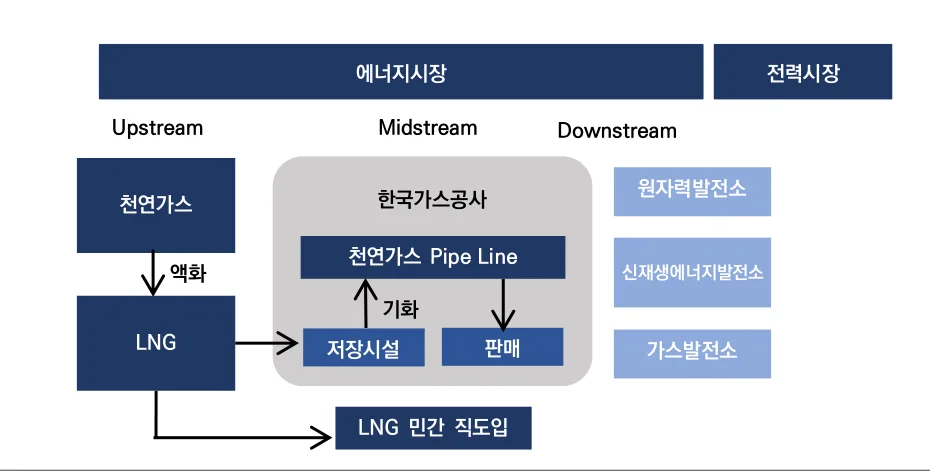 에너지시장
전력시장
Upstream
Midstream
Downstream
천연가스
액화
LNG
한국가스공사
천연가스 Pipe Line
기화
저장시설
판매
LNG 민간 직도입
원자력발전소
신재생에너지발전소
가스발전소